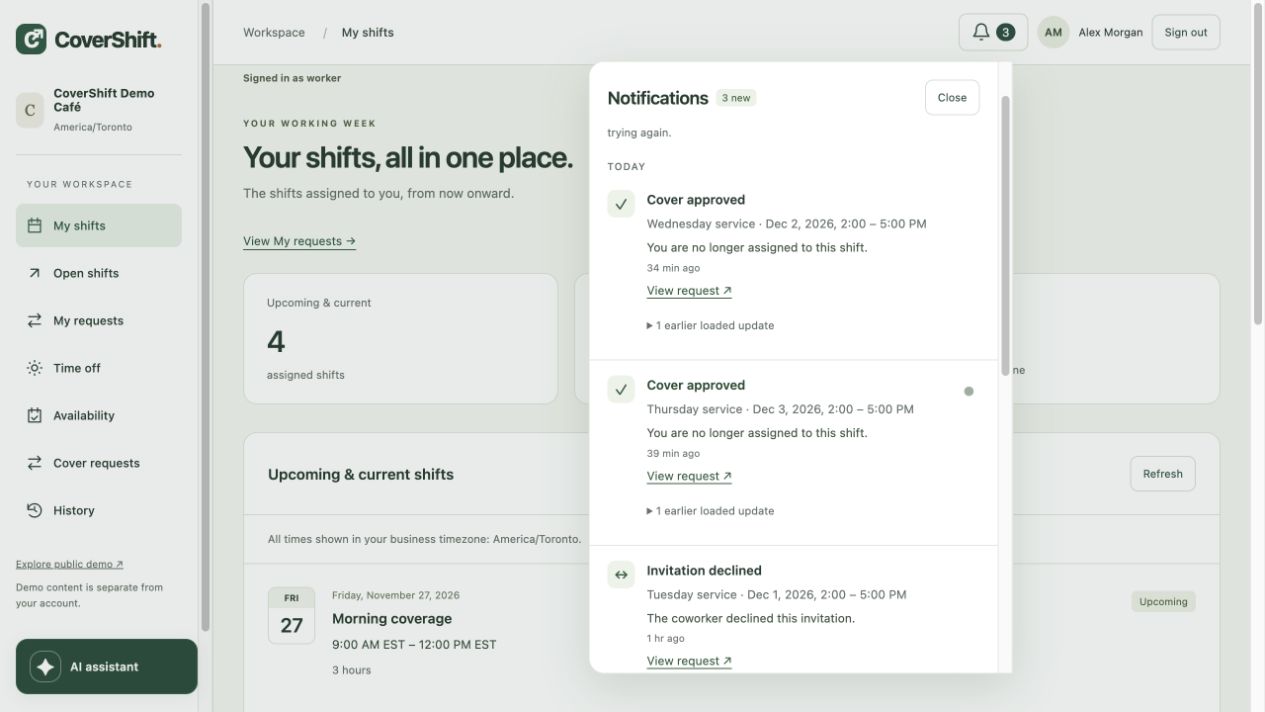 CoverShift.
C
CoverShift Demo
Café
America/Toronto
YOUR WORKSPACE
My shifts
Open shifts
My requests
Time off
Availability
Cover requests
History
Explore public demo ↗
Demo content is separate from
your account.
AI assistant
Workspace / My shifts
3
AM
Alex Morgan
Sign out
Signed in as worker
YOUR WORKING WEEK
Your shifts, all in one place.
The shifts assigned to you, from now onward.
View My requests →
Upcoming & current
4
assigned shifts
ne
Upcoming & current shifts
Refresh
All times shown in your business timezone: America/Toronto.
FRI
27
Friday, November 27, 2026
Morning coverage
9:00 AM EST – 12:00 PM EST
3 hours
Upcoming
Notifications
3 new
Close
trying again.
TODAY
Cover approved
Wednesday service · Dec 2, 2026, 2:00 – 5:00 PM
You are no longer assigned to this shift.
34 min ago
View request ↗
▶ 1 earlier loaded update
Cover approved
Thursday service · Dec 3, 2026, 2:00 – 5:00 PM
You are no longer assigned to this shift.
39 min ago
View request ↗
▶ 1 earlier loaded update
Invitation declined
Tuesday service · Dec 1, 2026, 2:00 – 5:00 PM
The coworker declined this invitation.
1 hr ago
View request ↗